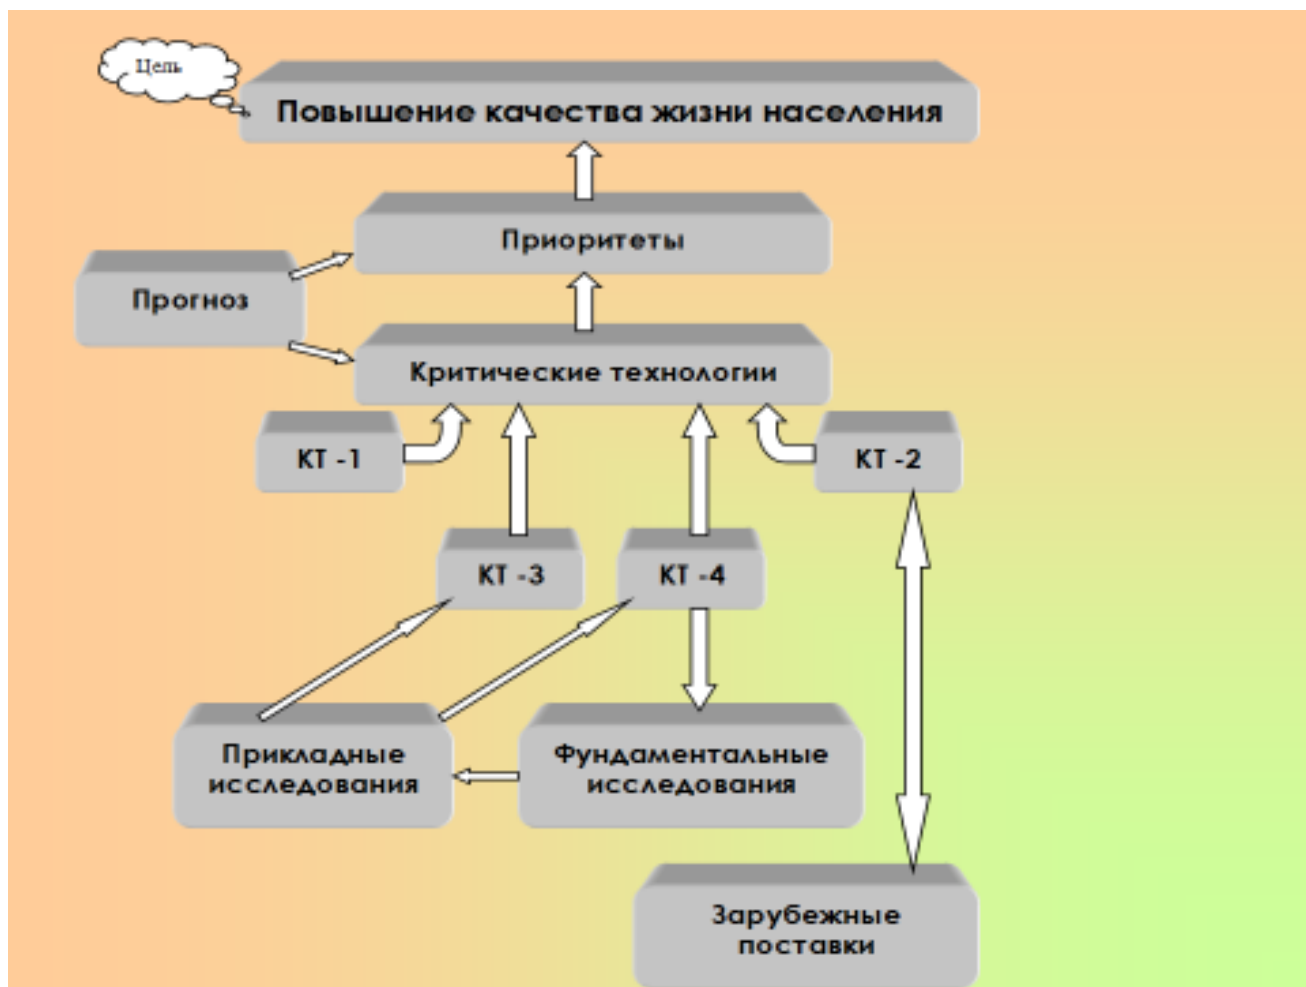 Цель
Повышение качества жизни населения
Приоритеты
Прогноз
Критические технологии
КТ -1
КТ -2
КТ -3
КТ -4
Прикладные
исследования
Фундаментальные
исследования
Зарубежные
поставки